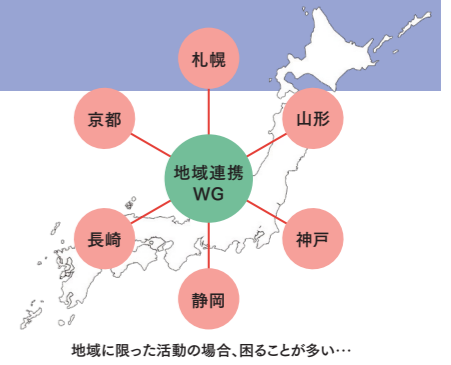 札幌
京都
山形
地域連携
WG
長崎
神戸
静岡
地域に限った活動の場合、困ることが多い…